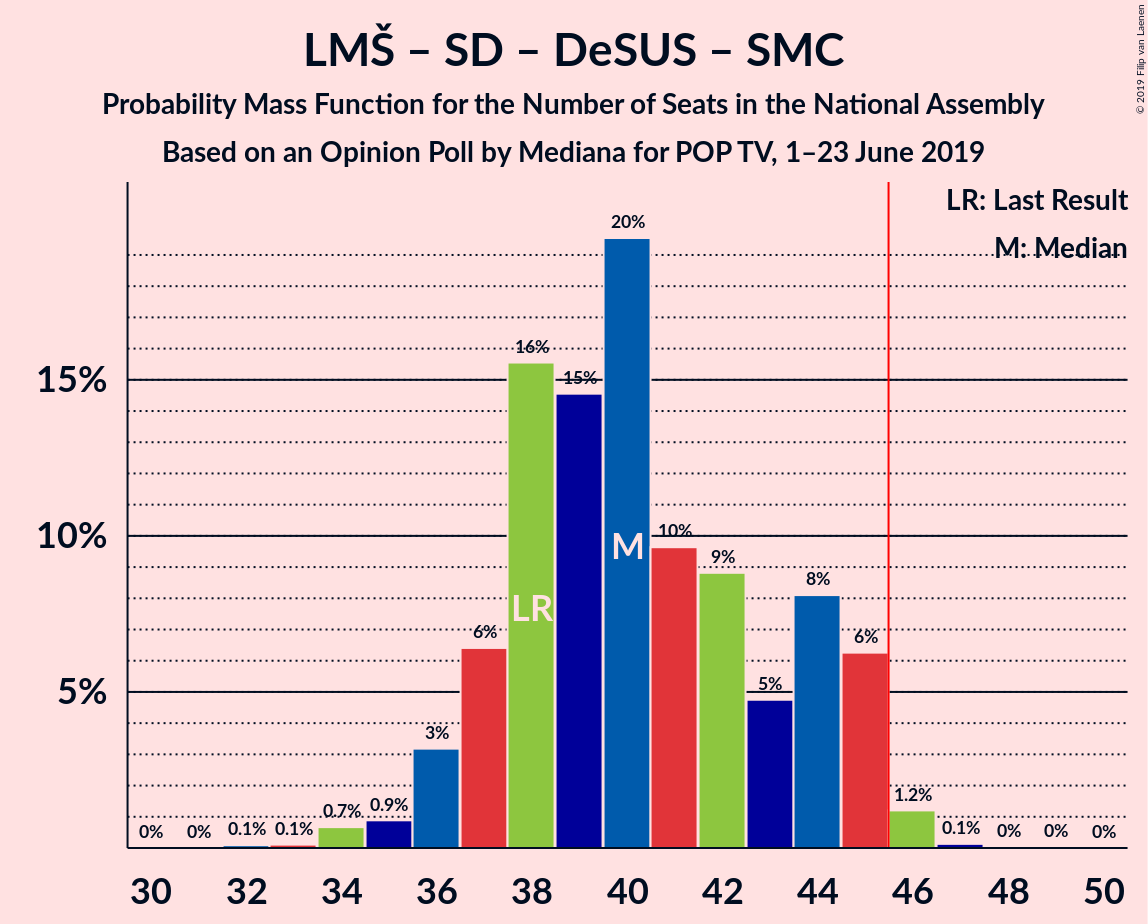 LMŠ – SD – DeSUS – SMC
Probability Mass Function for the Number of Seats in the National Assembly
Based on an Opinion Poll by Mediana for POP TV, 1–23 June 2019
© 2019 Filip van Laenen
LR: Last Result
M: Median
15%
10%
5%
0%
0%
0.1%
0.1%
0.7%
0.9%
3%
6%
16%
15%
20%
10%
9%
5%
8%
6%
1.2%
0.1%
0%
0%
0%
LR
M
30 32 34 36 38 40 42 44 46 48 50